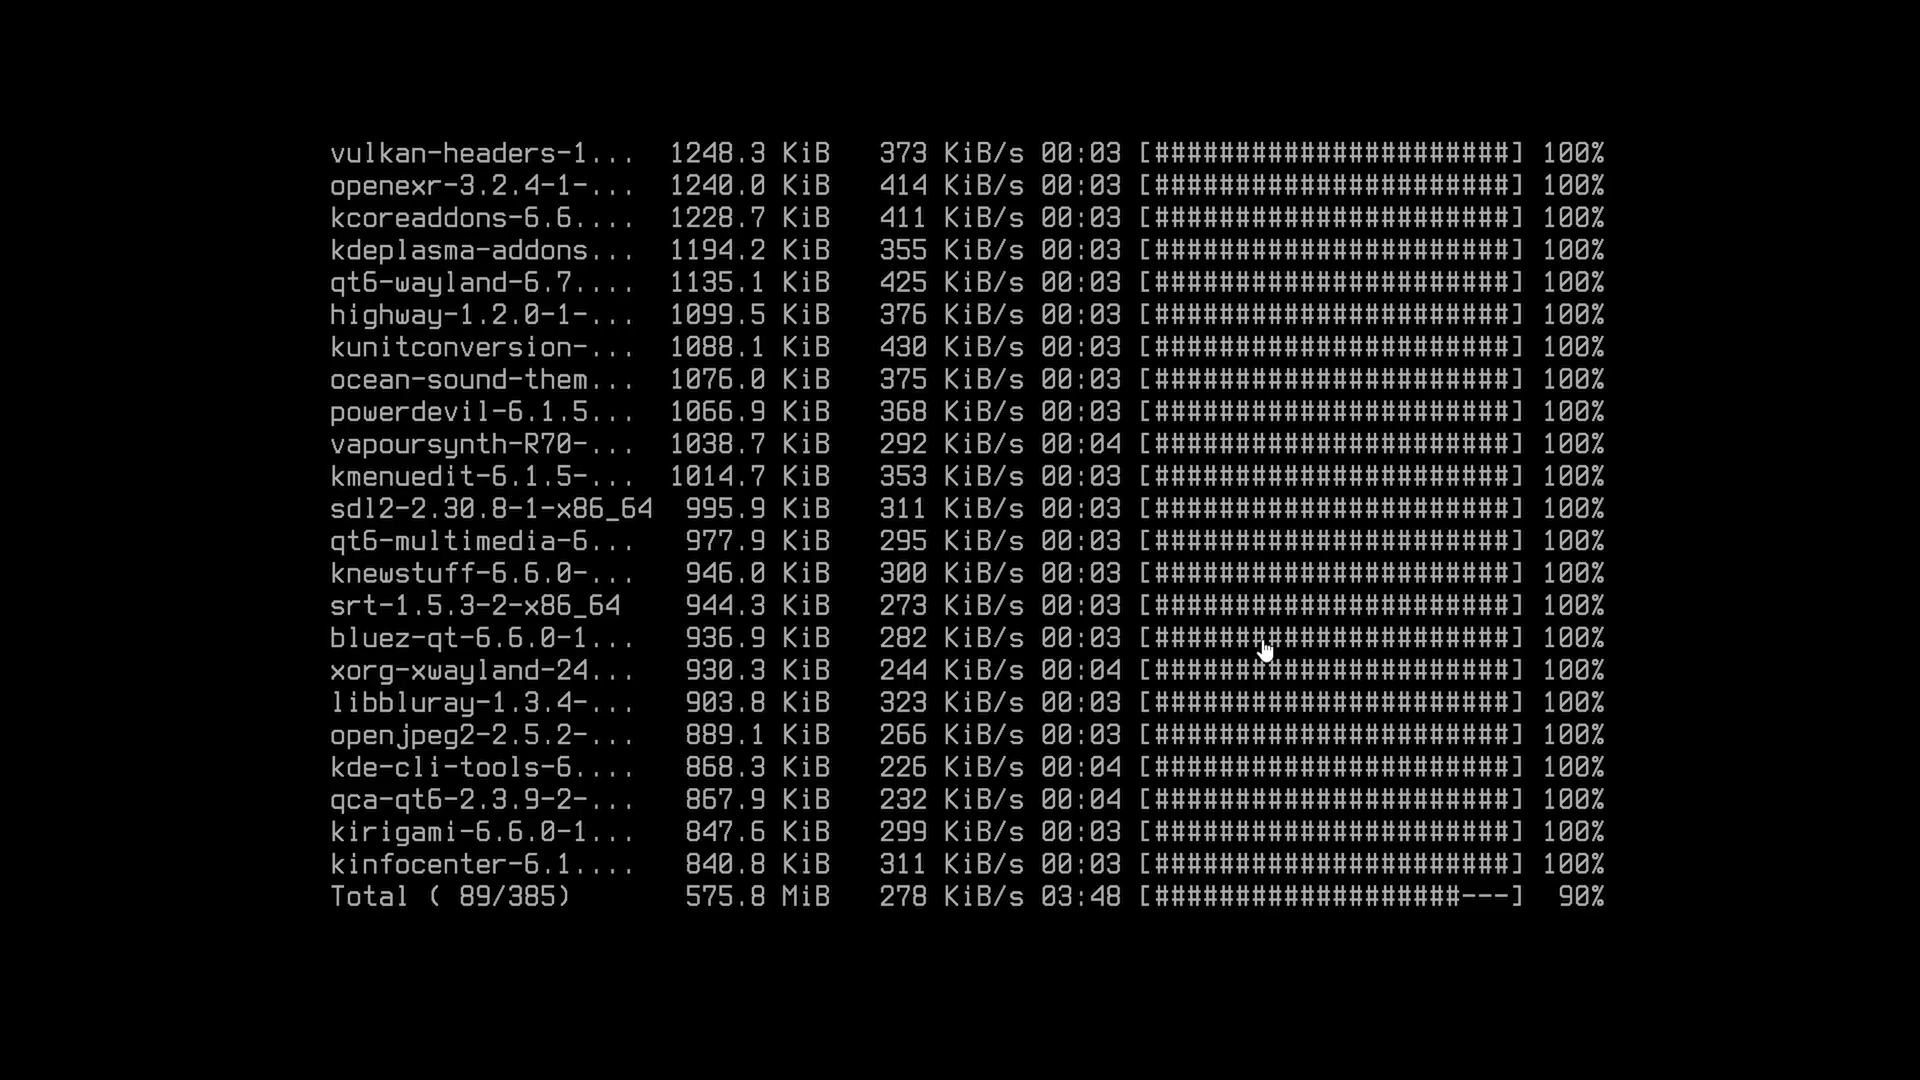 vulkan-headers-1... 1248.3 KiB 373 KiB/s 00:03 [######################] 100%
openexr-3.2.4-1-... 1240.0 KiB 414 KiB/s 00:03 [######################] 100%
kcoreaddons-6.6.... 1228.7 KiB 411 KiB/s 00:03 [######################] 100%
kdeplasma-addons... 1194.2 KiB 355 KiB/s 00:03 [######################] 100%
qt6-wayland-6.7.... 1135.1 KiB 425 KiB/s 00:03 [######################] 100%
highway-1.2.0-1-... 1099.5 KiB 376 KiB/s 00:03 [######################] 100%
kunitconversion-... 1088.1 KiB 430 KiB/s 00:03 [######################] 100%
ocean-sound-them... 1076.0 KiB 375 KiB/s 00:03 [######################] 100%
powerdevil-6.1.5... 1066.9 KiB 368 KiB/s 00:03 [######################] 100%
vapoursynth-R70-... 1038.7 KiB 292 KiB/s 00:04 [######################] 100%
kmenuedit-6.1.5-... 1014.7 KiB 353 KiB/s 00:03 [######################] 100%
sdl2-2.30.8-1-x86_64 995.9 KiB 311 KiB/s 00:03 [######################] 100%
qt6-multimedia-6... 977.9 KiB 295 KiB/s 00:03 [######################] 100%
knewstuff-6.6.0-... 946.0 KiB 300 KiB/s 00:03 [######################] 100%
srt-1.5.3-2-x86_64 944.3 KiB 273 KiB/s 00:03 [######################] 100%
bluez-qt-6.6.0-1... 936.9 KiB 282 KiB/s 00:03 [######################] 100%
xorg-xwayland-24... 930.3 KiB 244 KiB/s 00:04 [######################] 100%
libbluray-1.3.4-... 903.8 KiB 323 KiB/s 00:03 [######################] 100%
openjpeg2-2.5.2-... 889.1 KiB 266 KiB/s 00:03 [######################] 100%
kde-cli-tools-6.... 868.3 KiB 226 KiB/s 00:04 [######################] 100%
qca-qt6-2.3.9-2-... 867.9 KiB 232 KiB/s 00:04 [######################] 100%
kirigami-6.6.0-1... 847.6 KiB 299 KiB/s 00:03 [######################] 100%
kinfocenter-6.1.... 840.8 KiB 311 KiB/s 00:03 [######################] 100%
Total ( 89/385) 575.8 MiB 278 KiB/s 03:48 [###################---] 90%